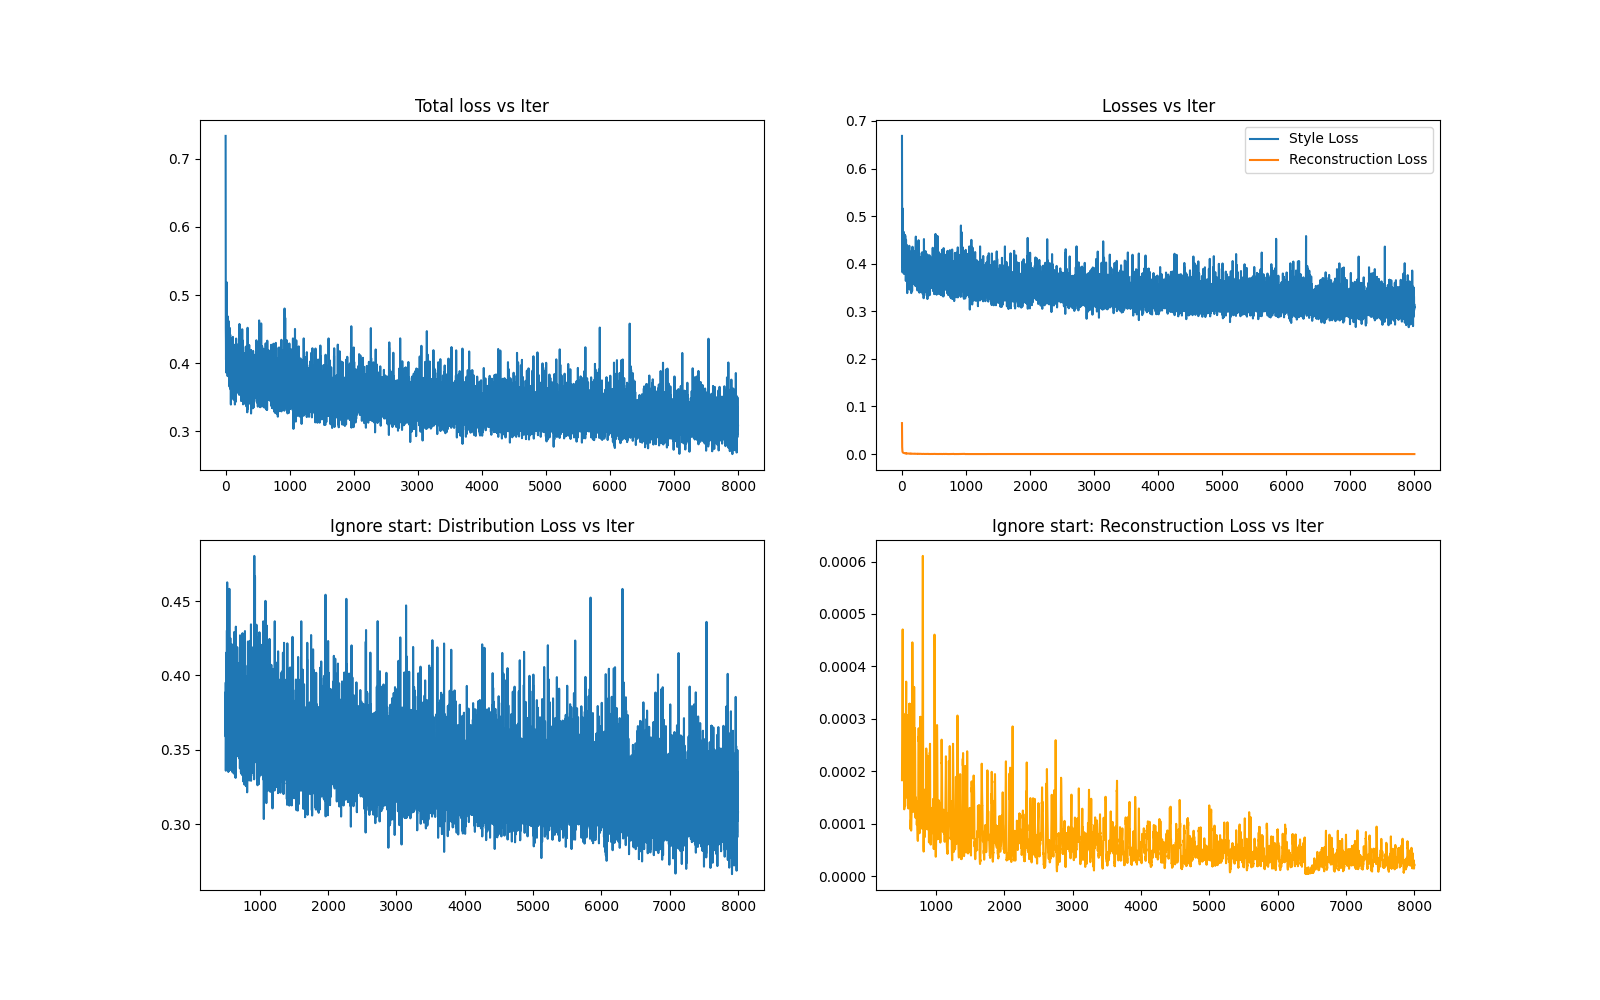 Total loss vs Iter
0.7
0.6
0.5
0.4
0.3
0 1000 2000 3000 4000 5000 6000 7000 8000
Losses vs Iter
Style Loss
Reconstruction Loss
0.7
0.6
0.5
0.4
0.3
0.2
0.1
0.0
0 1000 2000 3000 4000 5000 6000 7000 8000
Ignore start: Distribution Loss vs Iter
0.45
0.40
0.35
0.30
1000 2000 3000 4000 5000 6000 7000 8000
Ignore start: Reconstruction Loss vs Iter
0.0006
0.0005
0.0004
0.0003
0.0002
0.0001
0.0000
1000 2000 3000 4000 5000 6000 7000 8000